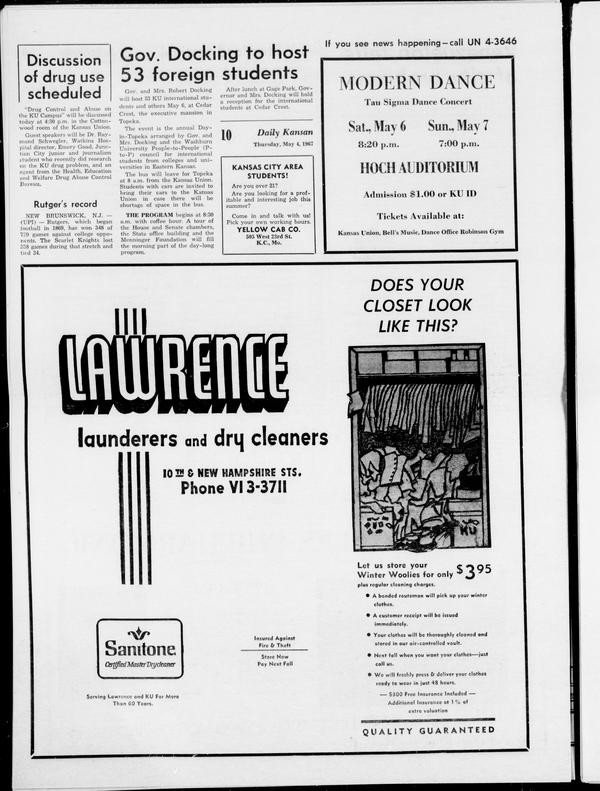 Discussion
of drug use
scheduled
"Drug Control and Abuse on
the KU Campus" will be discussed
today at 4:30 p.m. in the Cotton-
wood room of the Kansas Union.
Guest speakers will be Dr. Ray-
mond Schwegler, Watkins Hos-
pital director, Emery Goad, Junc-
tion City junior and journalism
student who recently did research
on the KU drug problem, and an
agent from the Health, Education
and Welfare Drug Abuse Control
Bureau.
Rutger's record
NEW BRUNSWICK, N.J. —
(UPI) — Rutgers, which began
football in 1869, has won 348 of
729 games against college oppo-
nents. The Scarlet Knights lost
338 games during that stretch and
tied 34.
Gov. Docking to host
53 foreign students
Gov. and Mrs. Robert Docking
will host 53 KU international stu-
dents and others May 6, at Cedar
Crest, the executive mansion in
Topeka.
The event is the annual Day-
in-Topeka arranged by Gov. and
Mrs. Docking and the Washburn
University People-to-People (P-
to-P) council for international
students from colleges and uni-
versities in Eastern Kansas.
The bus will leave for Topeka
at 8 a.m. from the Kansas Union.
Students with cars are invited to
bring their cars to the Kansas
Union in case there will be
shortage of space in the bus.
THE PROGRAM begins at 8:50
a.m. with coffee hour. A tour of
the House and Senate chambers,
the State office building and the
Menninger Foundation will fill
the morning part of the day-long
program.
After lunch at Gage Park, Gov-
ernor and Mrs. Docking will hold
a reception for the international
students at Cedar Crest.
10 Daily Kansan
Thursday, May 4, 1967
KANSAS CITY AREA
STUDENTS!
Are you over 21?
Are you looking for a prof-
itable and interesting job this
summer?
Come in and talk with us!
Pick your own working hours.
YELLOW CAB CO.
505 West 23rd St.
K.C., Mo.
If you see news happening—call UN 4-3646
MODERN DANCE
Tau Sigma Dance Concert
Sat., May 6 Sun., May 7
8:20 p.m. 7:00 p.m.
HOCH AUDITORIUM
Admission $1.00 or KU ID
Tickets Available at:
Kansas Union, Bell's Music, Dance Office Robinson Gym
LAWRENCE
launderers and dry cleaners
10TH & NEW HAMPSHIRE STS.
Phone VI 3-3711
Sanitone
Certified Master Drycleaner
Serving Lawrence and KU For More
Than 60 Years.
Insured Against
Fire & Theft
Store Now
Pay Next Fall
DOES YOUR
CLOSET LOOK
LIKE THIS?
KU
Let us store your
Winter Woolies for only $3.95
plus regular cleaning charges.
● A bonded routeman will pick up your winter
clothes.
● A customer receipt will be issued
immediately.
● Your clothes will be thoroughly cleaned and
stored in our air-controlled vault.
● Next fall when you want your clothes—just
call us.
● We will freshly press & deliver your clothes
ready to wear in just 48 hours.
— $300 Free Insurance Included —
Additional Insurance at 1% of
extra valuation
QUALITY GUARANTEED